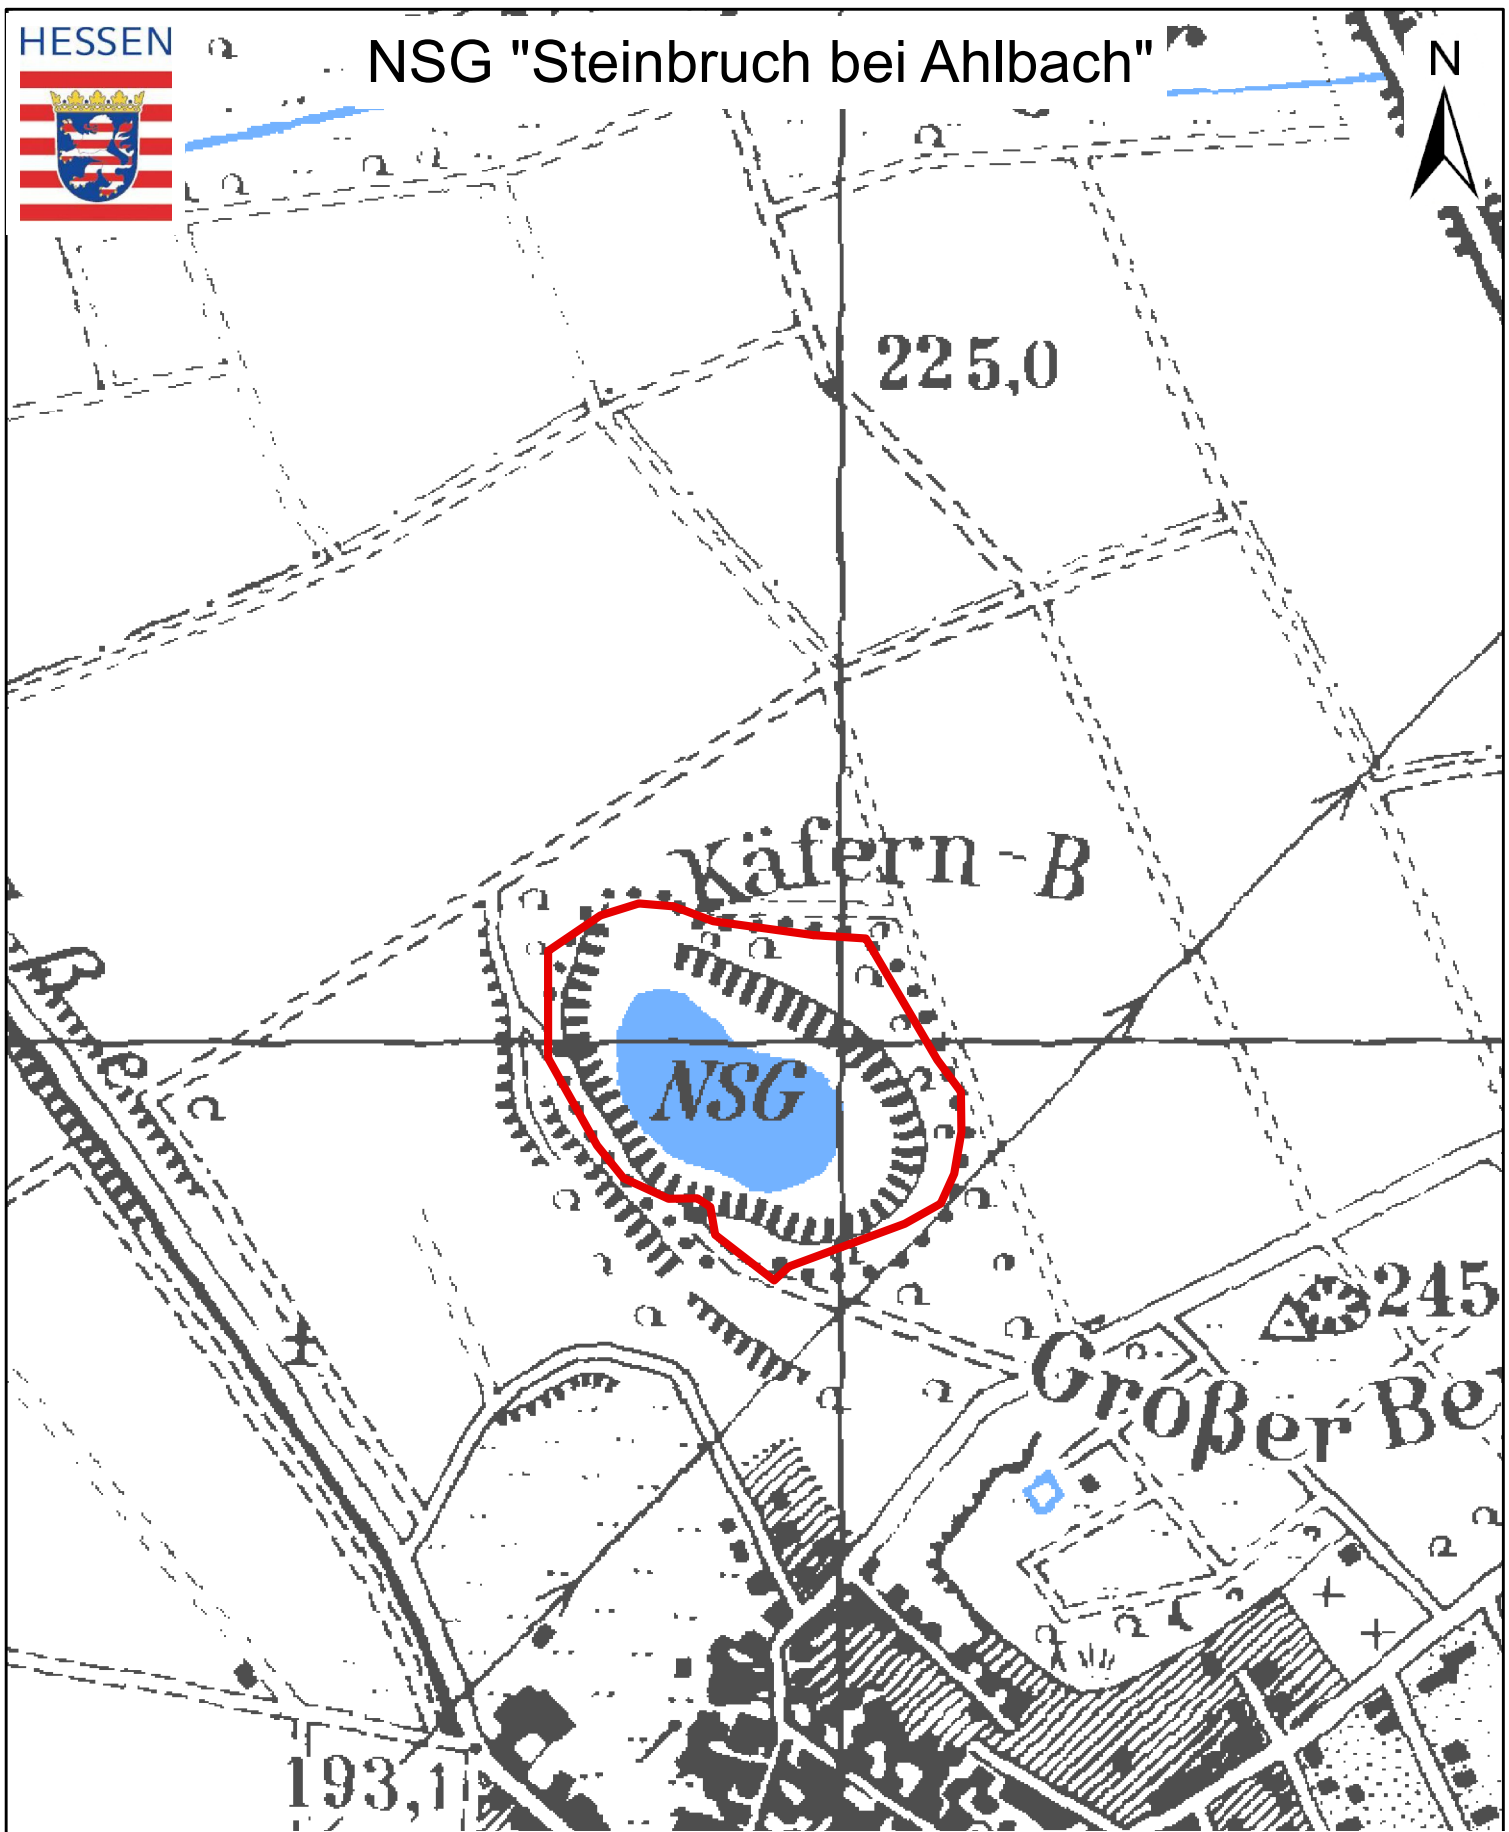 HESSEN
NSG "Steinbruch bei Ahlbach"
N
225,0
Käfern-B
NSG
245
Großer Be
193,1